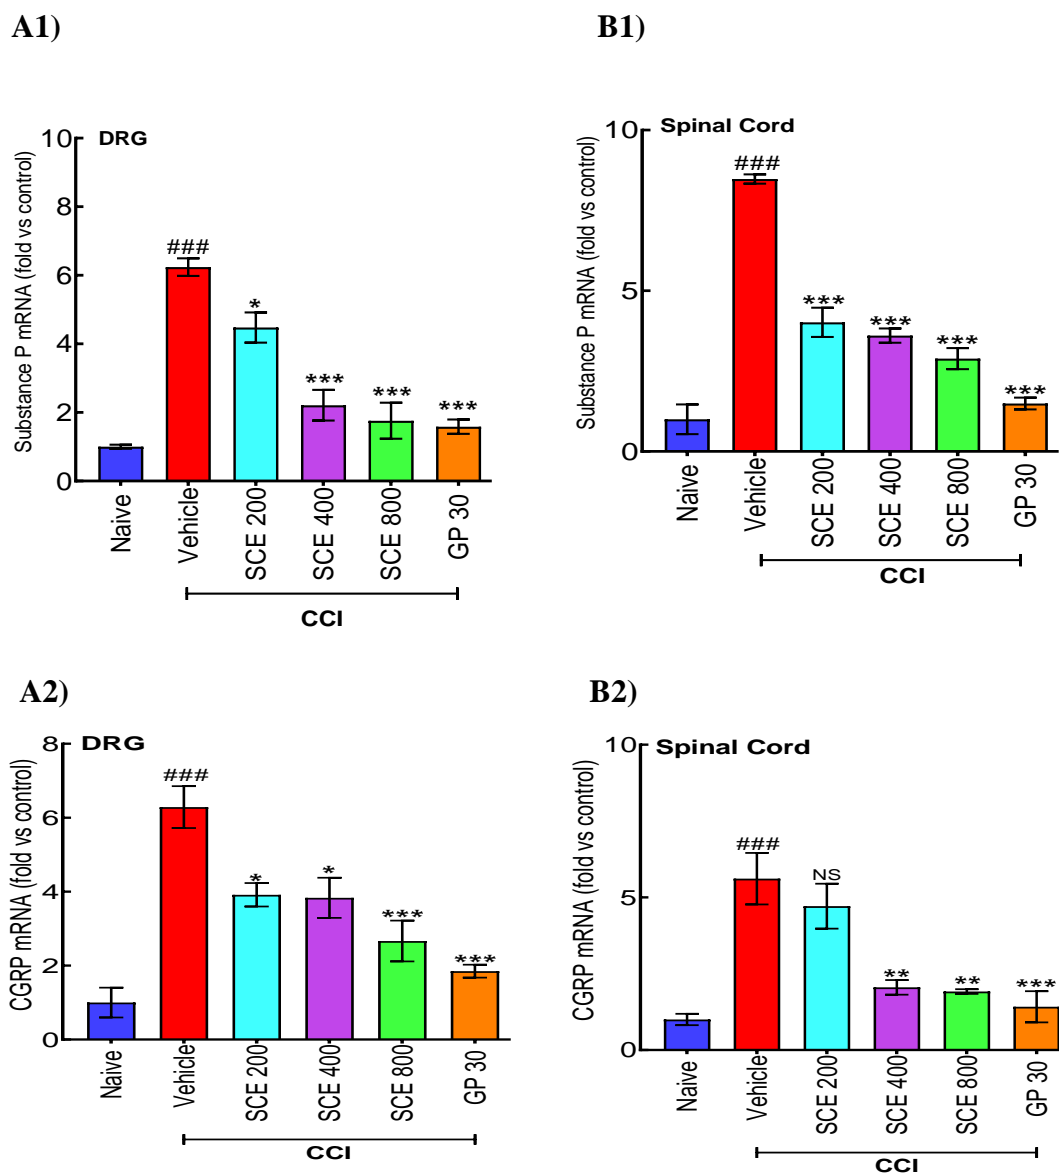 A1)
DRG
Substance P mRNA (fold vs control)
10
8
6
4
2
0
###
*
***
***
***
Naive
Vehicle
SCE 200
SCE 400
SCE 800
GP 30
CCI
B1)
Spinal Cord
Substance P mRNA (fold vs control)
10
5
0
###
***
***
***
***
Naive
Vehicle
SCE 200
SCE 400
SCE 800
GP 30
CCI
A2)
DRG
CGRP mRNA (fold vs control)
8
6
4
2
0
###
*
*
***
***
Naive
Vehicle
SCE 200
SCE 400
SCE 800
GP 30
CCI
B2)
Spinal Cord
CGRP mRNA (fold vs control)
10
5
0
###
NS
**
**
***
Naive
Vehicle
SCE 200
SCE 400
SCE 800
GP 30
CCI